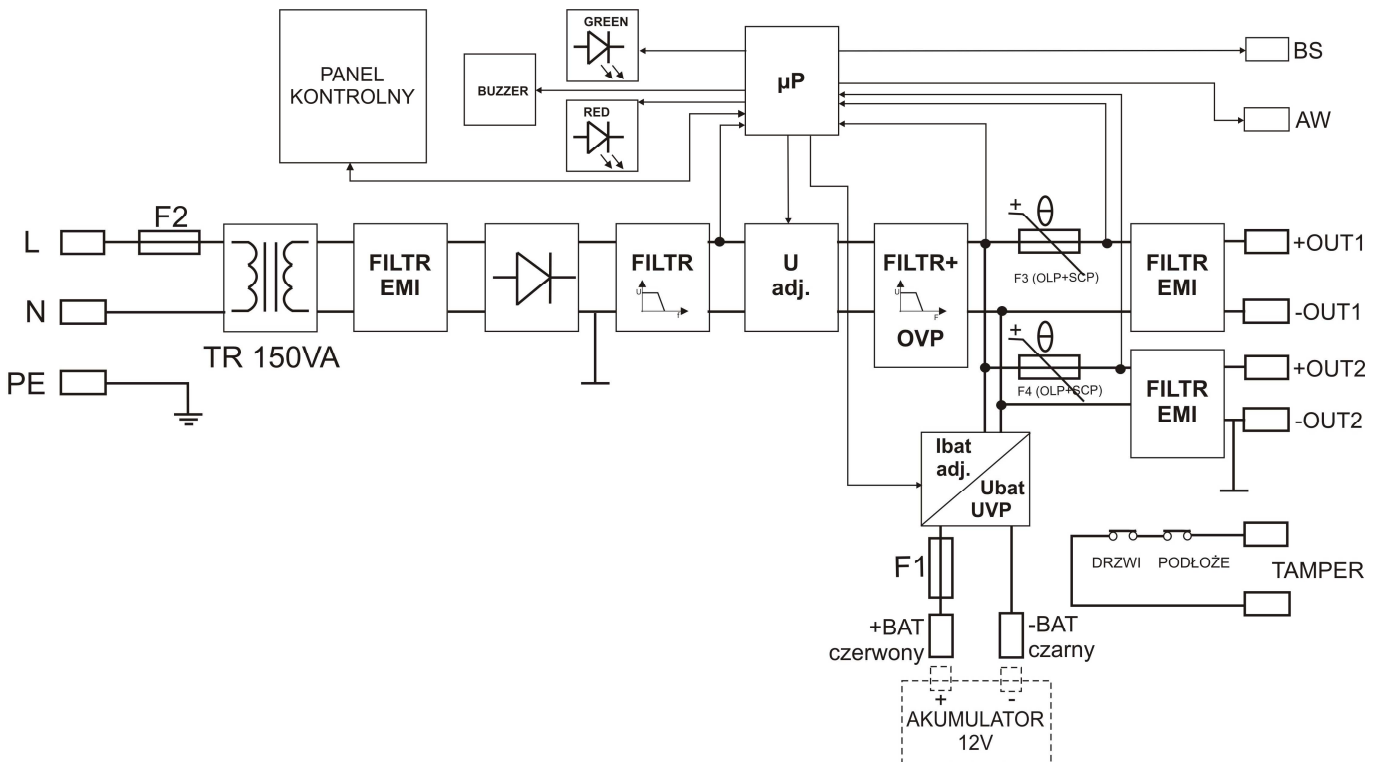 PANEL
KONTROLNY
BUZZER
GREEN
RED
µP
BS
AW
L
F2
N
PE
TR 150VA
FILTR
EMI
FILTR
U
f
U
adj.
FILTR+
U
F
OVP
+ θ
F3 (OLP+SCP)
+ θ
F4 (OLP+SCP)
FILTR
EMI
FILTR
EMI
+OUT1
-OUT1
+OUT2
-OUT2
Ibat
adj.
Ubat
UVP
F1
+BAT
czerwony
-BAT
czarny
+ -
AKUMULATOR
12V
DRZWI PODŁOŻE
TAMPER